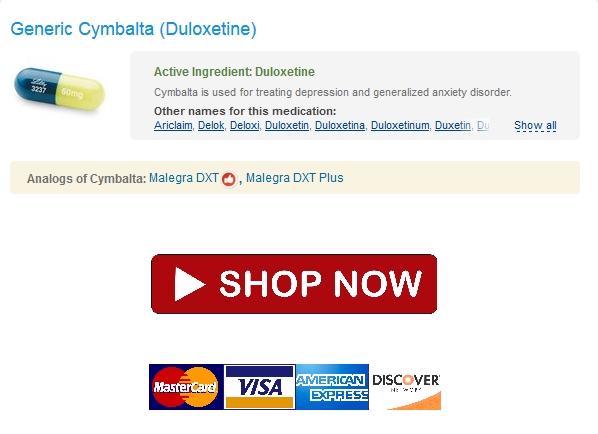 Generic Cymbalta (Duloxetine)
Lilly
3237
60mg
Active Ingredient: Duloxetine
Cymbalta is used for treating depression and generalized anxiety disorder.
Other names for this medication:
Ariclaim, Delok, Deloxi, Duloxetin, Duloxetina, Duloxetinum, Duxetin, Du
Show all
Analogs of Cymbalta: Malegra DXT, Malegra DXT Plus
SHOP NOW
MasterCard
VISA
AMERICAN EXPRESS
DISCOVER
NETWORK